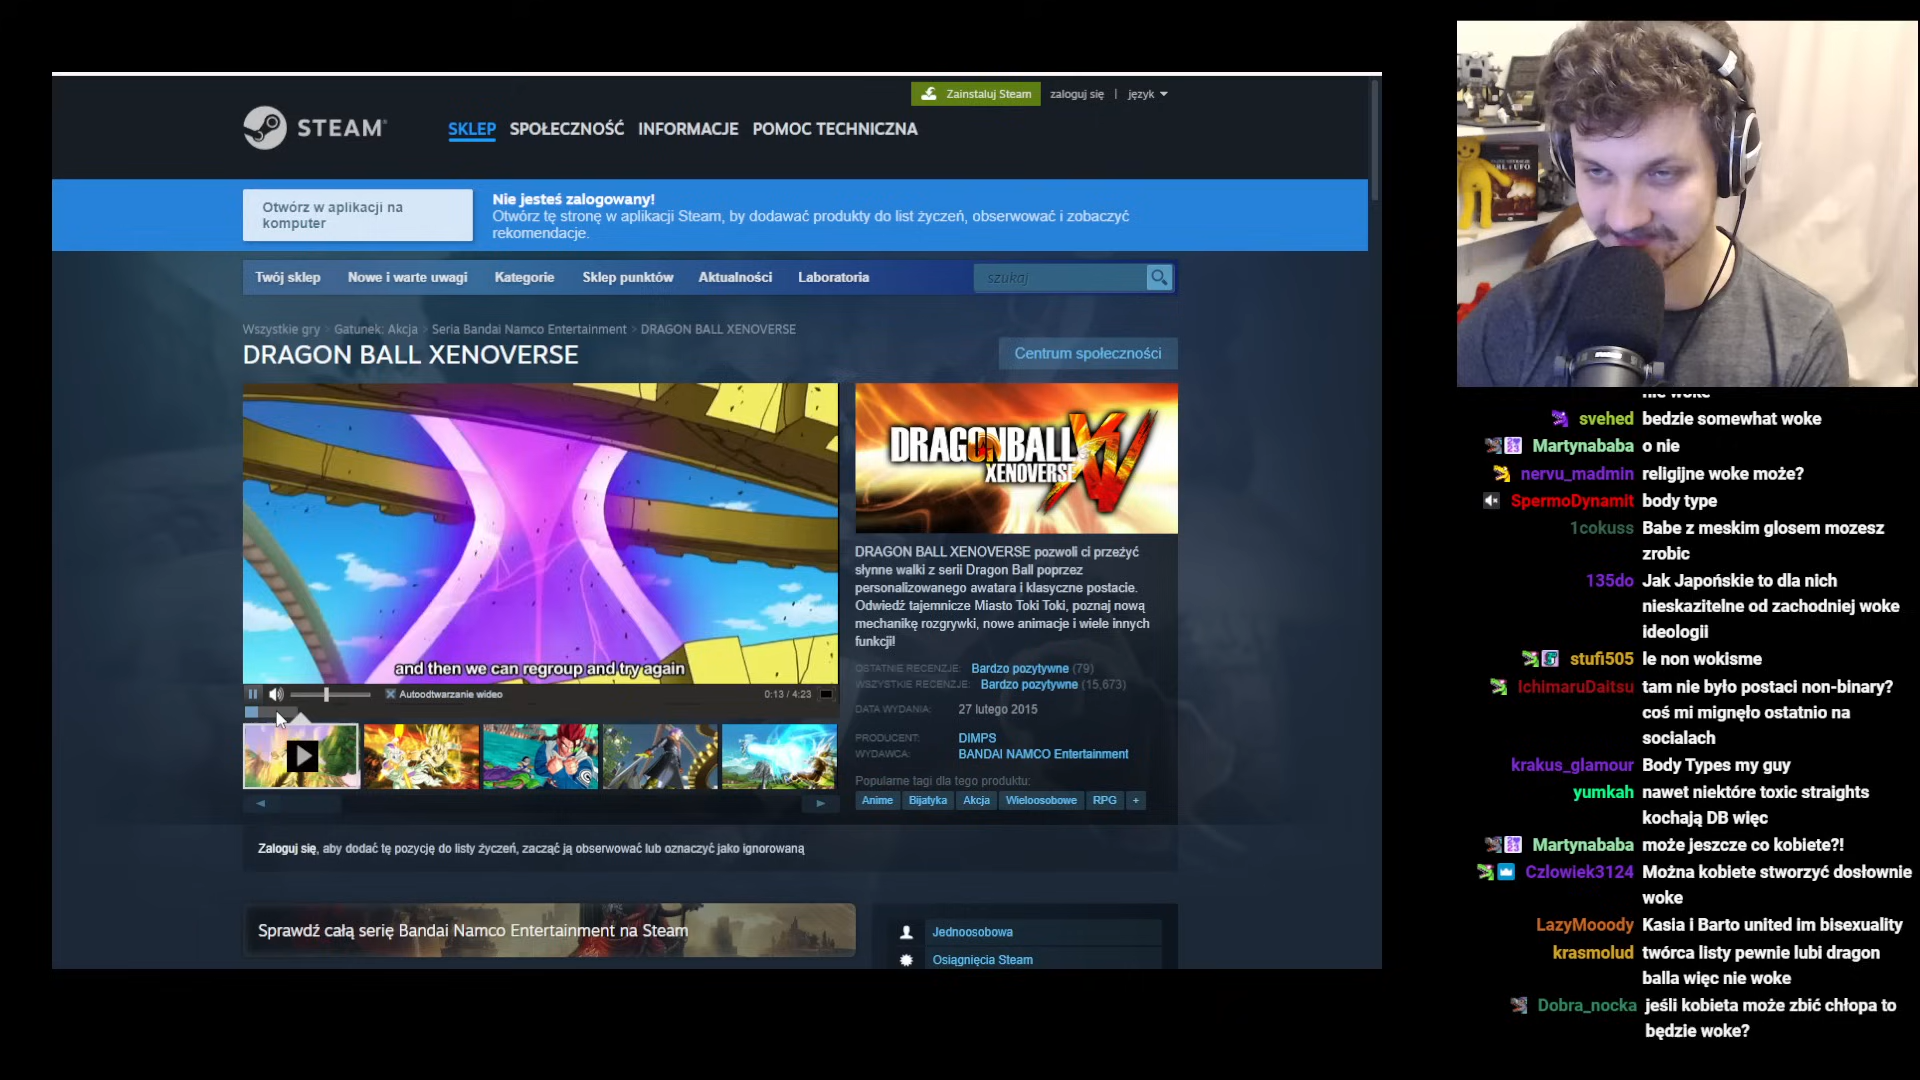 Zainstaluj Steam
zaloguj się | język
STEAM
SKLEP SPOŁECZNOŚĆ INFORMACJE POMOC TECHNICZNA
Otwórz w aplikacji na
komputer
Nie jesteś zalogowany!
Otwórz tę stronę w aplikacji Steam, by dodawać produkty do list życzeń, obserwować i zobaczyć
rekomendacje.
Twój sklep Nowe i warte uwagi Kategorie Sklep punktów Aktualności Laboratoria
szukaj
Wszystkie gry > Gatunek: Akcja > Seria Bandai Namco Entertainment > DRAGON BALL XENOVERSE
DRAGON BALL XENOVERSE
Centrum społeczności
and then we can regroup and try again
Autoodtwarzanie wideo
0:13 / 4:23
DRAGONBALL
XENOVERSE
XV
DRAGON BALL XENOVERSE pozwoli ci przeżyć
słynne walki z serii Dragon Ball poprzez
personalizowanego awatara i klasyczne postacie.
Odwiedź tajemnicze Miasto Toki Toki, poznaj nową
mechanikę rozgrywki, nowe animacje i wiele innych
funkcji!
OSTATNIE RECENZJE: Bardzo pozytywne (79)
WSZYSTKIE RECENZJE: Bardzo pozytywne (15,673)
DATA WYDANIA: 27 lutego 2015
PRODUCENT: DIMPS
WYDAWCA: BANDAI NAMCO Entertainment
Popularne tagi dla tego produktu:
Anime Bijatyka Akcja Wieloosobowe RPG +
Zaloguj się, aby dodać tę pozycję do listy życzeń, zacząć ją obserwować lub oznaczyć jako ignorowaną
Sprawdź całą serię Bandai Namco Entertainment na Steam
Jednoosobowa
Osiągnięcia Steam
nie woke
svehed bedzie somewhat woke
Martynababa o nie
nervu_madmin religijne woke może?
SpermoDynamit body type
1cokuss Babe z meskim glosem mozesz
zrobic
135do Jak Japońskie to dla nich
nieskazitelne od zachodniej woke
ideologii
stufi505 le non wokisme
IchimaruDaitsu tam nie było postaci non-binary?
coś mi mignęło ostatnio na
socialach
krakus_glamour Body Types my guy
yumkah nawet niektóre toxic straights
kochają DB więc
Martynababa może jeszcze co kobiete?!
Czlowiek3124 Można kobiete stworzyć dosłownie
woke
LazyMooody Kasia i Barto united im bisexuality
krasmolud twórca listy pewnie lubi dragon
balla więc nie woke
Dobra_nocka jeśli kobieta może zbić chłopa to
będzie woke?